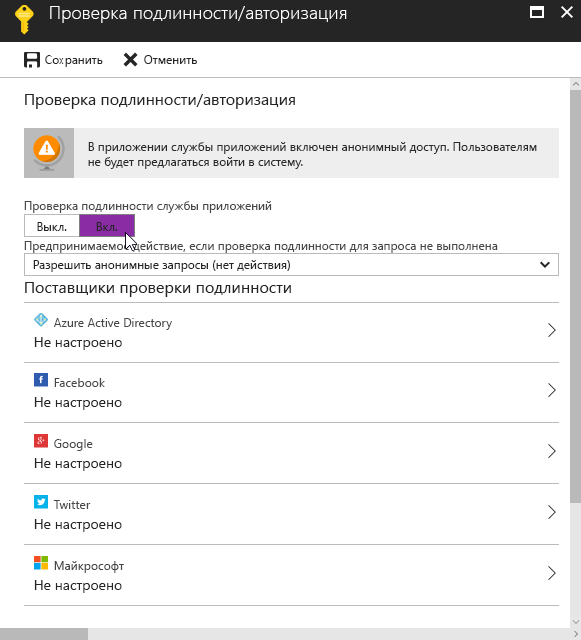 Проверка подлинности/авторизация
Сохранить Отменить
Проверка подлинности/авторизация
В приложении службы приложений включен анонимный доступ. Пользователям
не будет предлагаться войти в систему.
Проверка подлинности службы приложений
Выкл. Вкл.
Предпринимаемое действие, если проверка подлинности для запроса не выполнена
Разрешить анонимные запросы (нет действия)
Поставщики проверки подлинности
Azure Active Directory
Не настроено
Facebook
Не настроено
Google
Не настроено
Twitter
Не настроено
Майкрософт
Не настроено